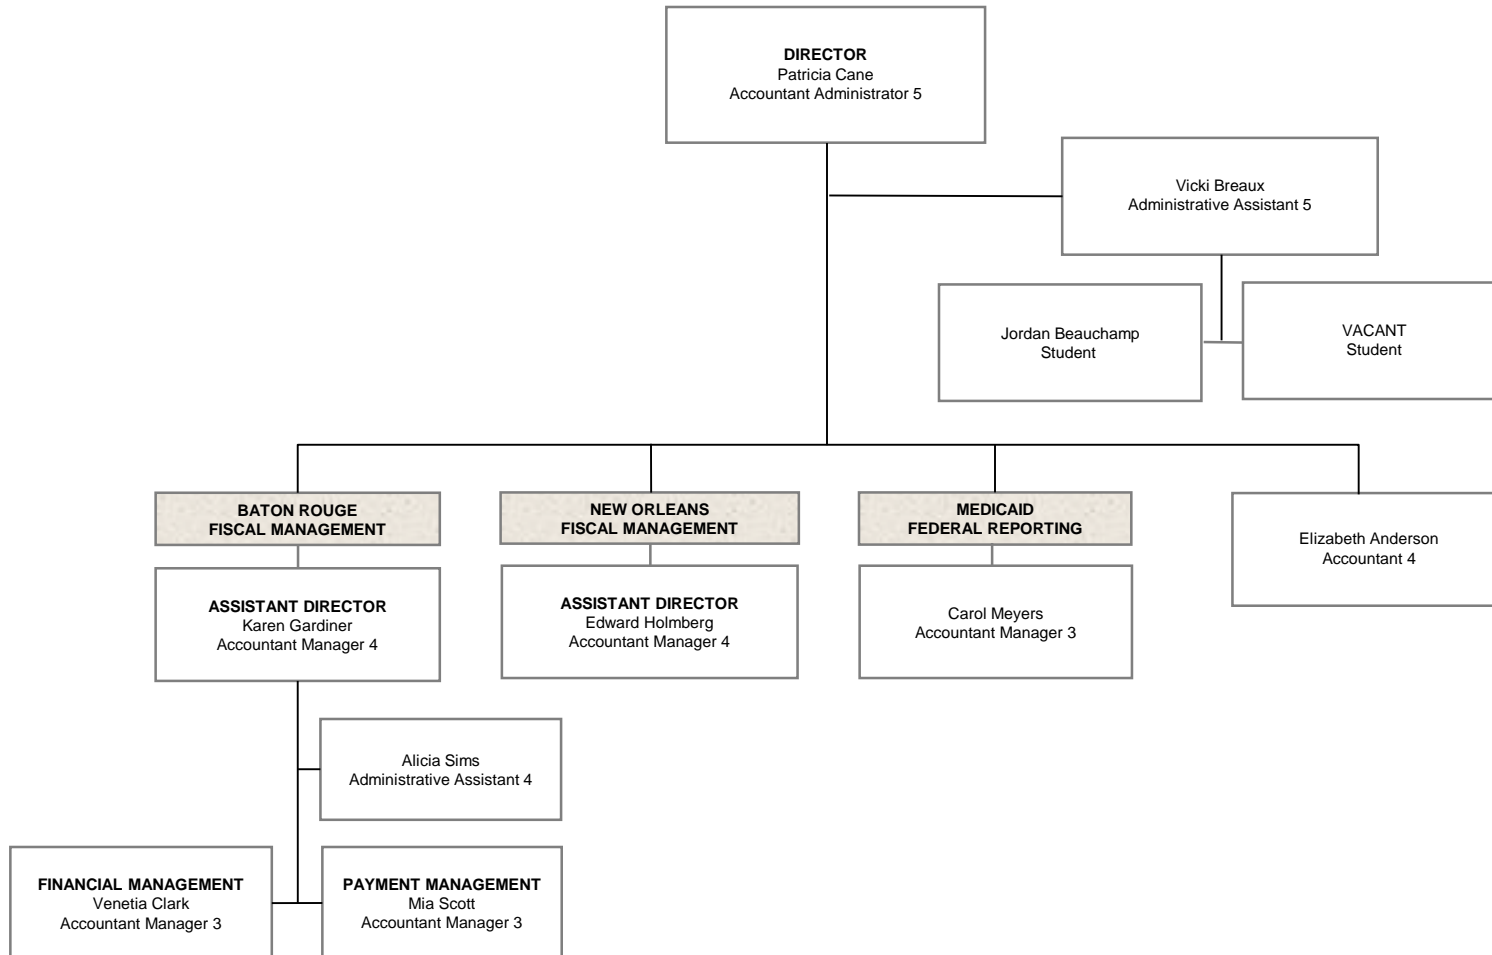 DIRECTOR
Patricia Cane
Accountant Administrator 5
Vicki Breaux
Administrative Assistant 5
Jordan Beauchamp
Student
VACANT
Student
BATON ROUGE
FISCAL MANAGEMENT
NEW ORLEANS
FISCAL MANAGEMENT
MEDICAID
FEDERAL REPORTING
Elizabeth Anderson
Accountant 4
ASSISTANT DIRECTOR
Karen Gardiner
Accountant Manager 4
ASSISTANT DIRECTOR
Edward Holmberg
Accountant Manager 4
Carol Meyers
Accountant Manager 3
Alicia Sims
Administrative Assistant 4
FINANCIAL MANAGEMENT
Venetia Clark
Accountant Manager 3
PAYMENT MANAGEMENT
Mia Scott
Accountant Manager 3